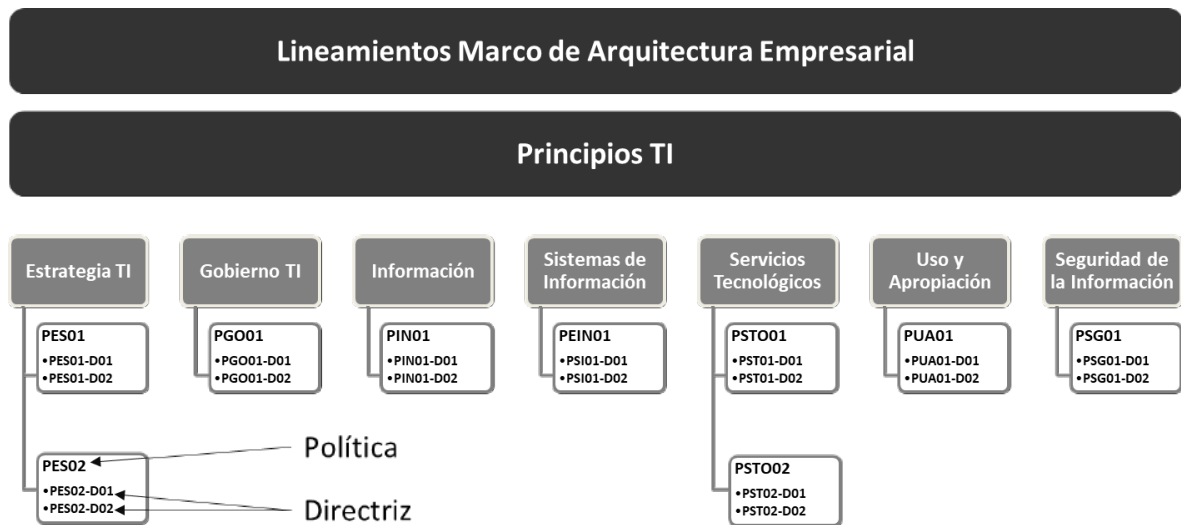 Lineamientos Marco de Arquitectura Empresarial
Principios TI
Estrategia TI
PES01
•PES01-D01
•PES01-D02
PES02
•PES02-D01
•PES02-D02
Política
Directriz
Gobierno TI
PGO01
•PGO01-D01
•PGO01-D02
Información
PIN01
•PIN01-D01
•PIN01-D02
Sistemas de
Información
PEIN01
•PSI01-D01
•PSI01-D02
Servicios
Tecnológicos
PSTO01
•PST01-D01
•PST01-D02
PSTO02
•PST02-D01
•PST02-D02
Uso y
Apropiación
PUA01
•PUA01-D01
•PUA01-D02
Seguridad de
la Información
PSG01
•PSG01-D01
•PSG01-D02